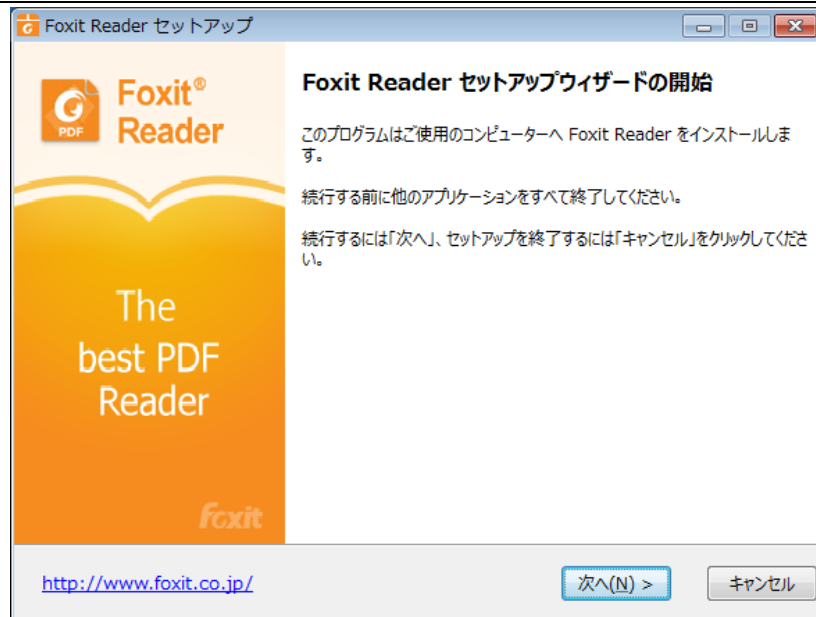 Foxit Reader セットアップ
Foxit®
Reader
PDF
Foxit Reader セットアップウィザードの開始
このプログラムはご使用のコンピューターへ Foxit Reader をインストールしま
す。
続行する前に他のアプリケーションをすべて終了してください。
続行するには「次へ」、セットアップを終了するには「キャンセル」をクリックしてくださ
い。
The
best PDF
Reader
foxit
http://www.foxit.co.jp/
次へ(N) >
キャンセル